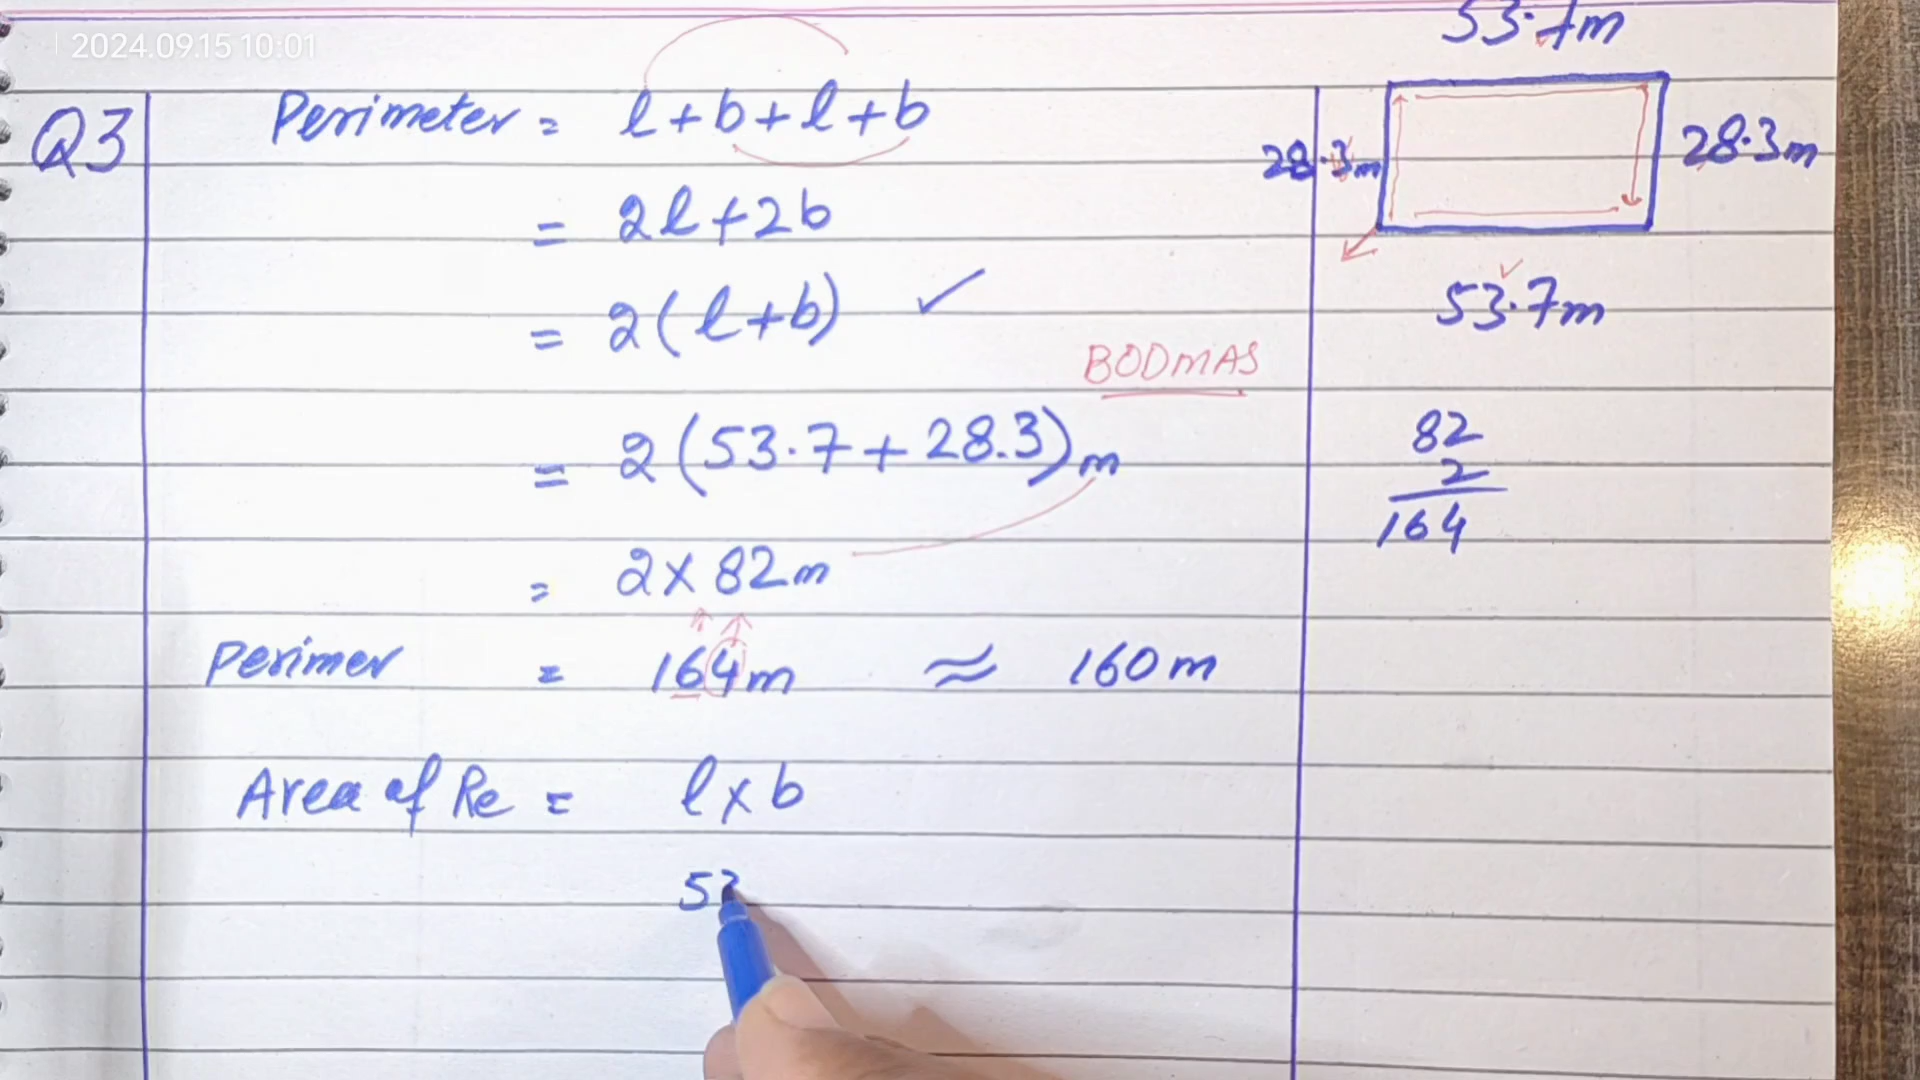 2024.09.15 10:01
53.7m
Q3 Perimeter = l+b+l+b
28.3m 28.3m
= 2l+2b
= 2(l+b) ✓
53.7m
BODMAS
= 2(53.7+28.3)m
82
2
164
= 2×82m
Perimer = 164m ≈ 160m
Area of Re = l×b
53